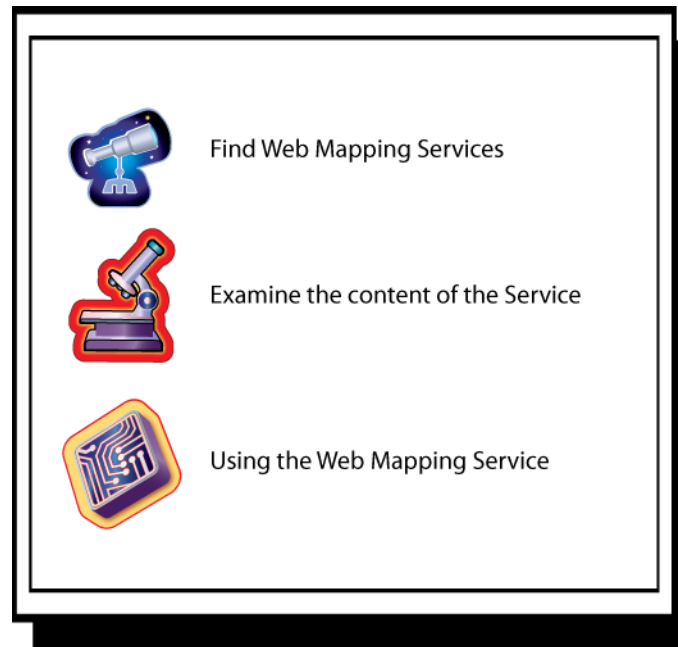 Find Web Mapping Services
Examine the content of the Service
Using the Web Mapping Service